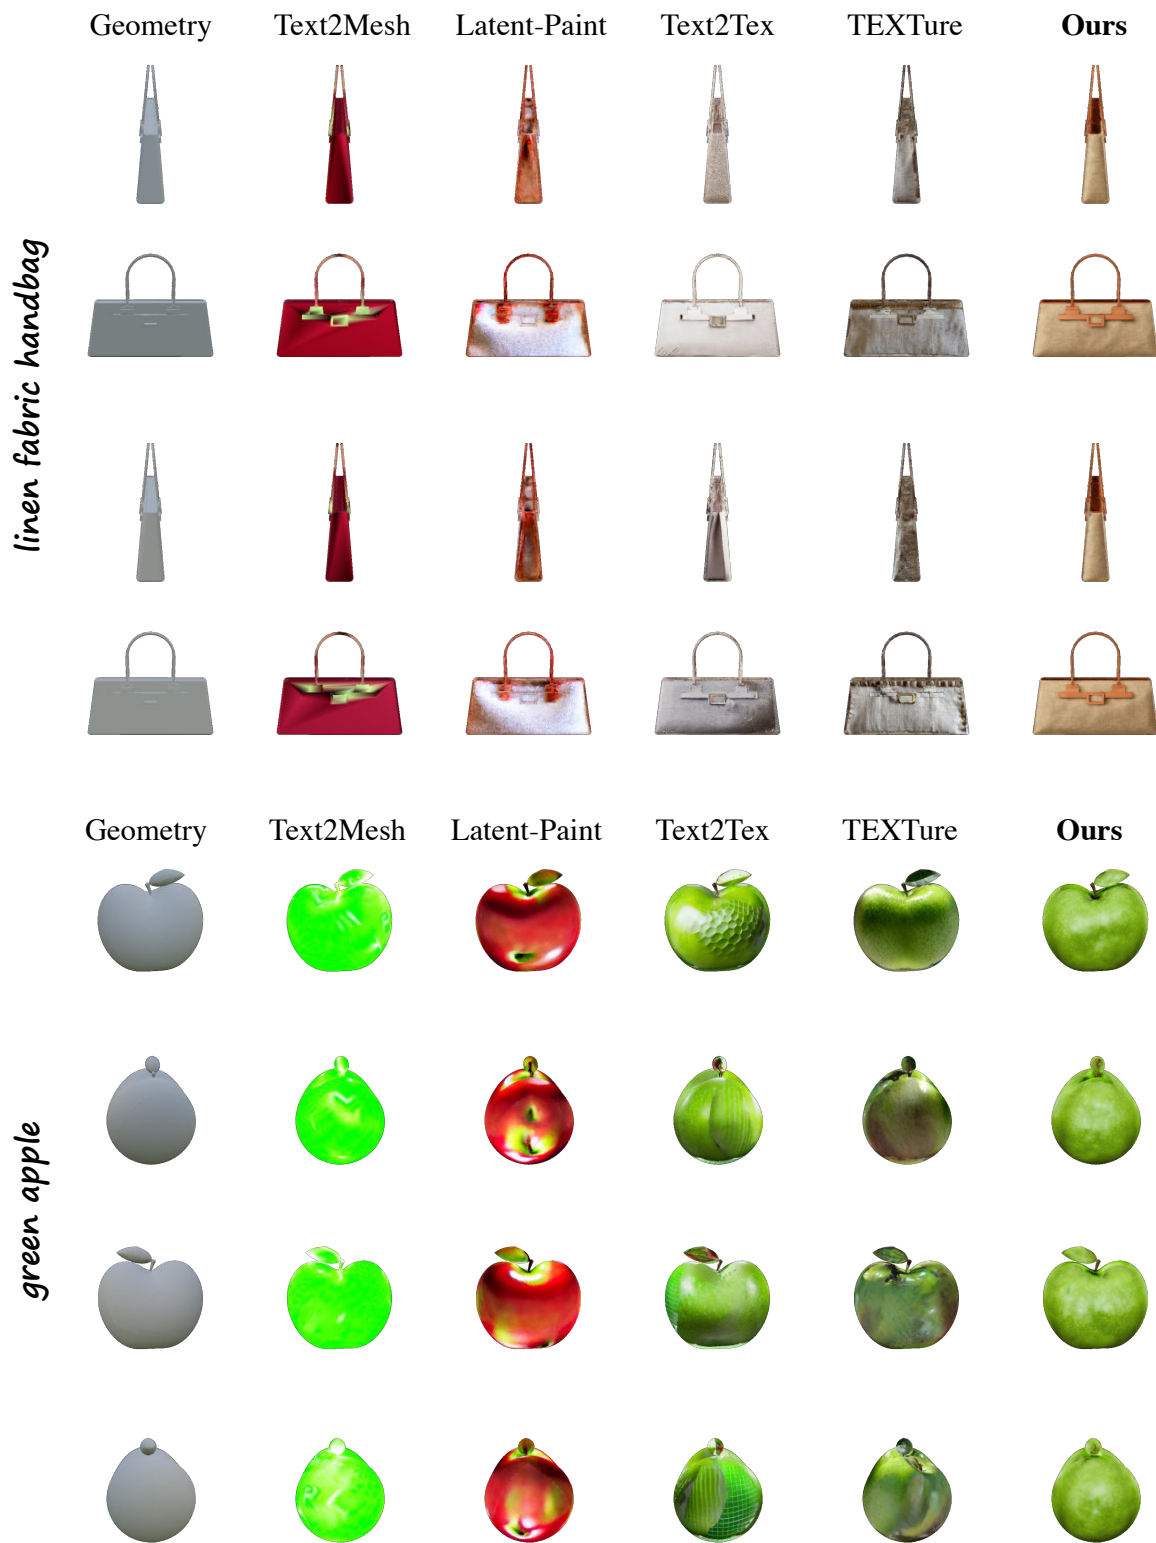 Geometry Text2Mesh Latent-Paint Text2Tex TEXTure Ours
linen fabric handbag
Geometry Text2Mesh Latent-Paint Text2Tex TEXTure Ours
green apple